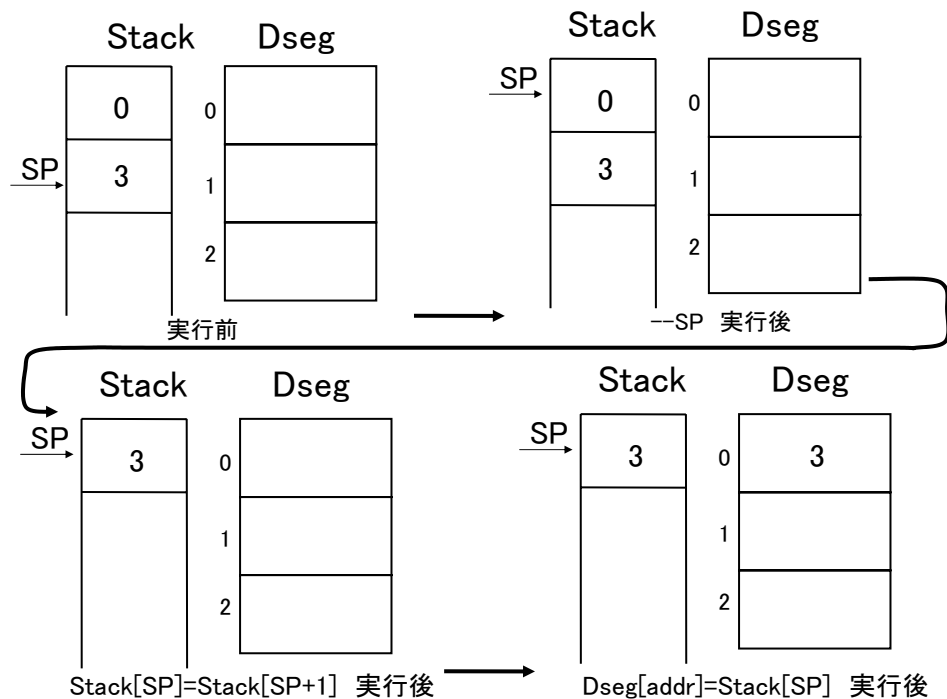 Stack Dseg
SP
0
3
0
1
2
実行前
Stack Dseg
SP
0
3
0
1
2
--SP 実行後
Stack Dseg
SP
3
0
1
2
Stack[SP]=Stack[SP+1] 実行後
Stack Dseg
SP
3
0
3
1
2
Dseg[addr]=Stack[SP] 実行後